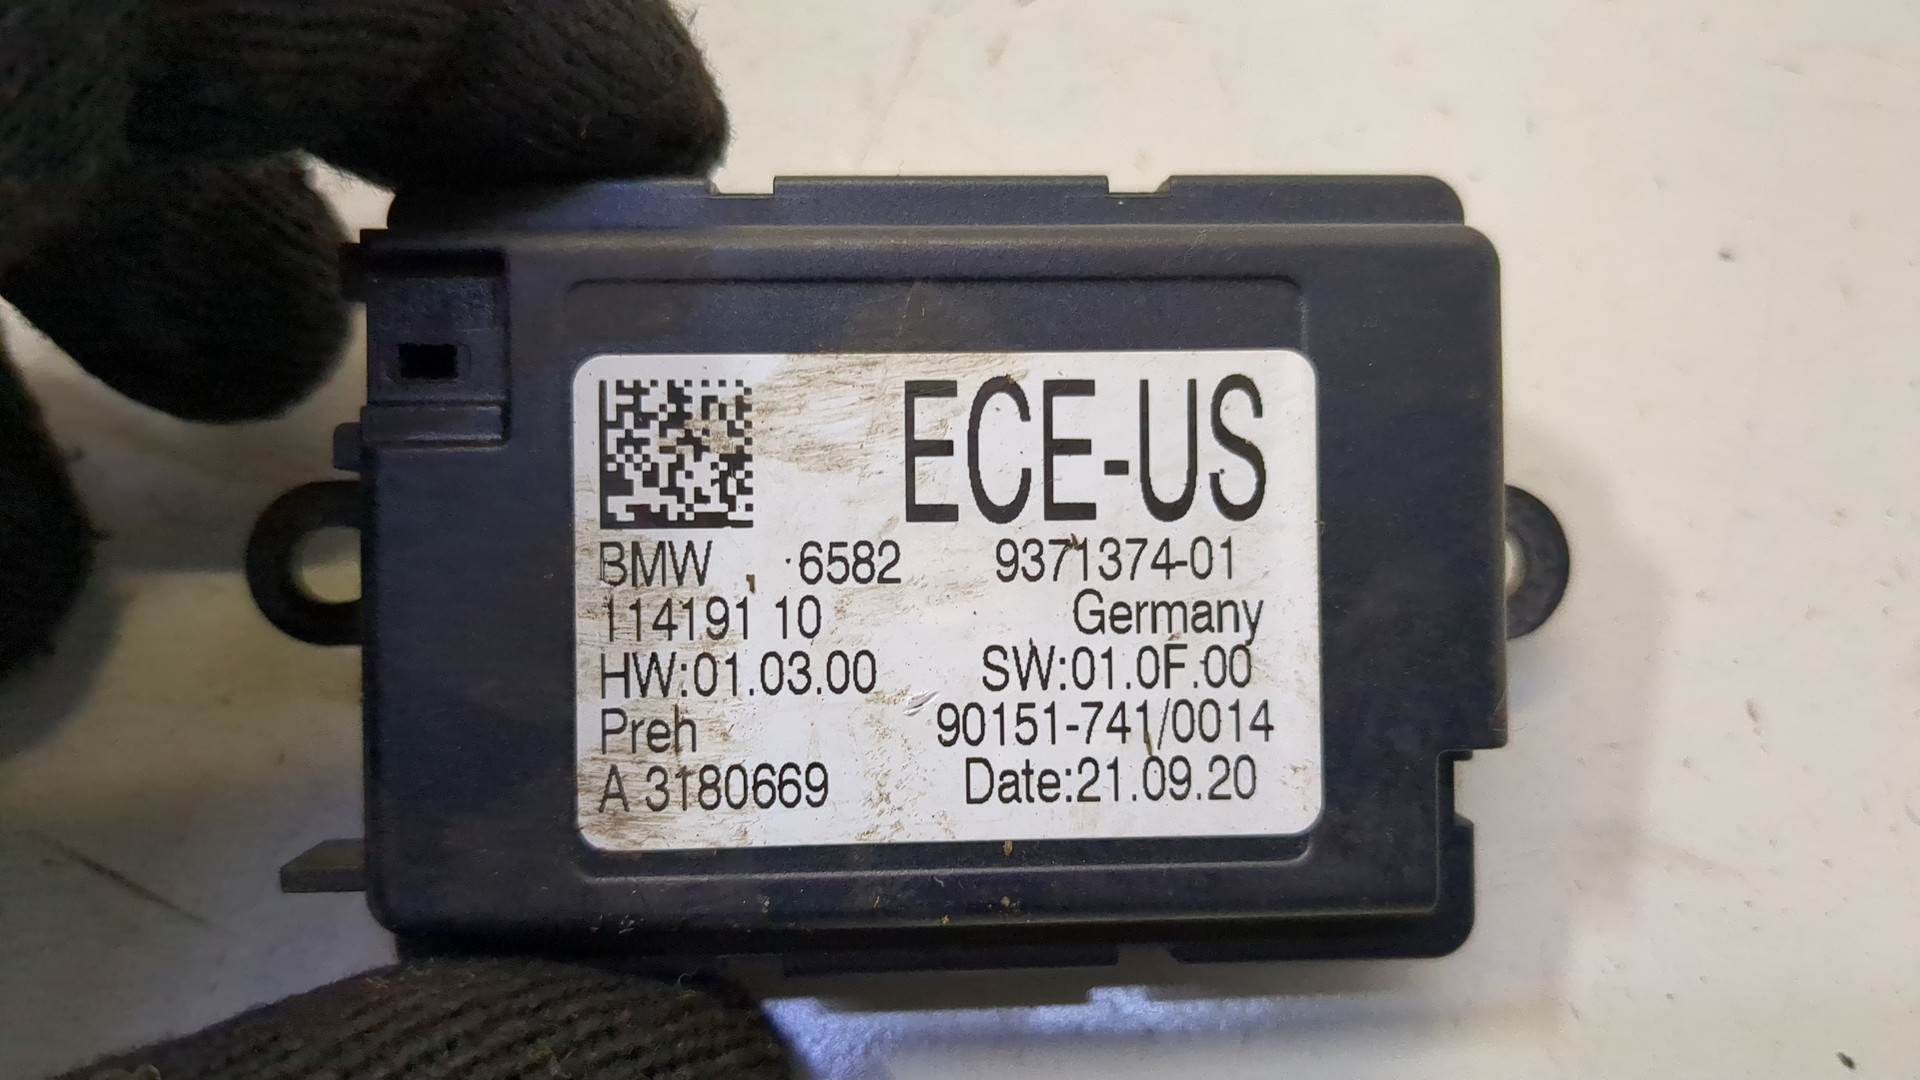 ECE-US
BMW 6582 9371374-01
114191 10 Germany
HW:01.03.00 SW:01.0F.00
Preh 90151-741/0014
A 3180669 Date:21.09.20